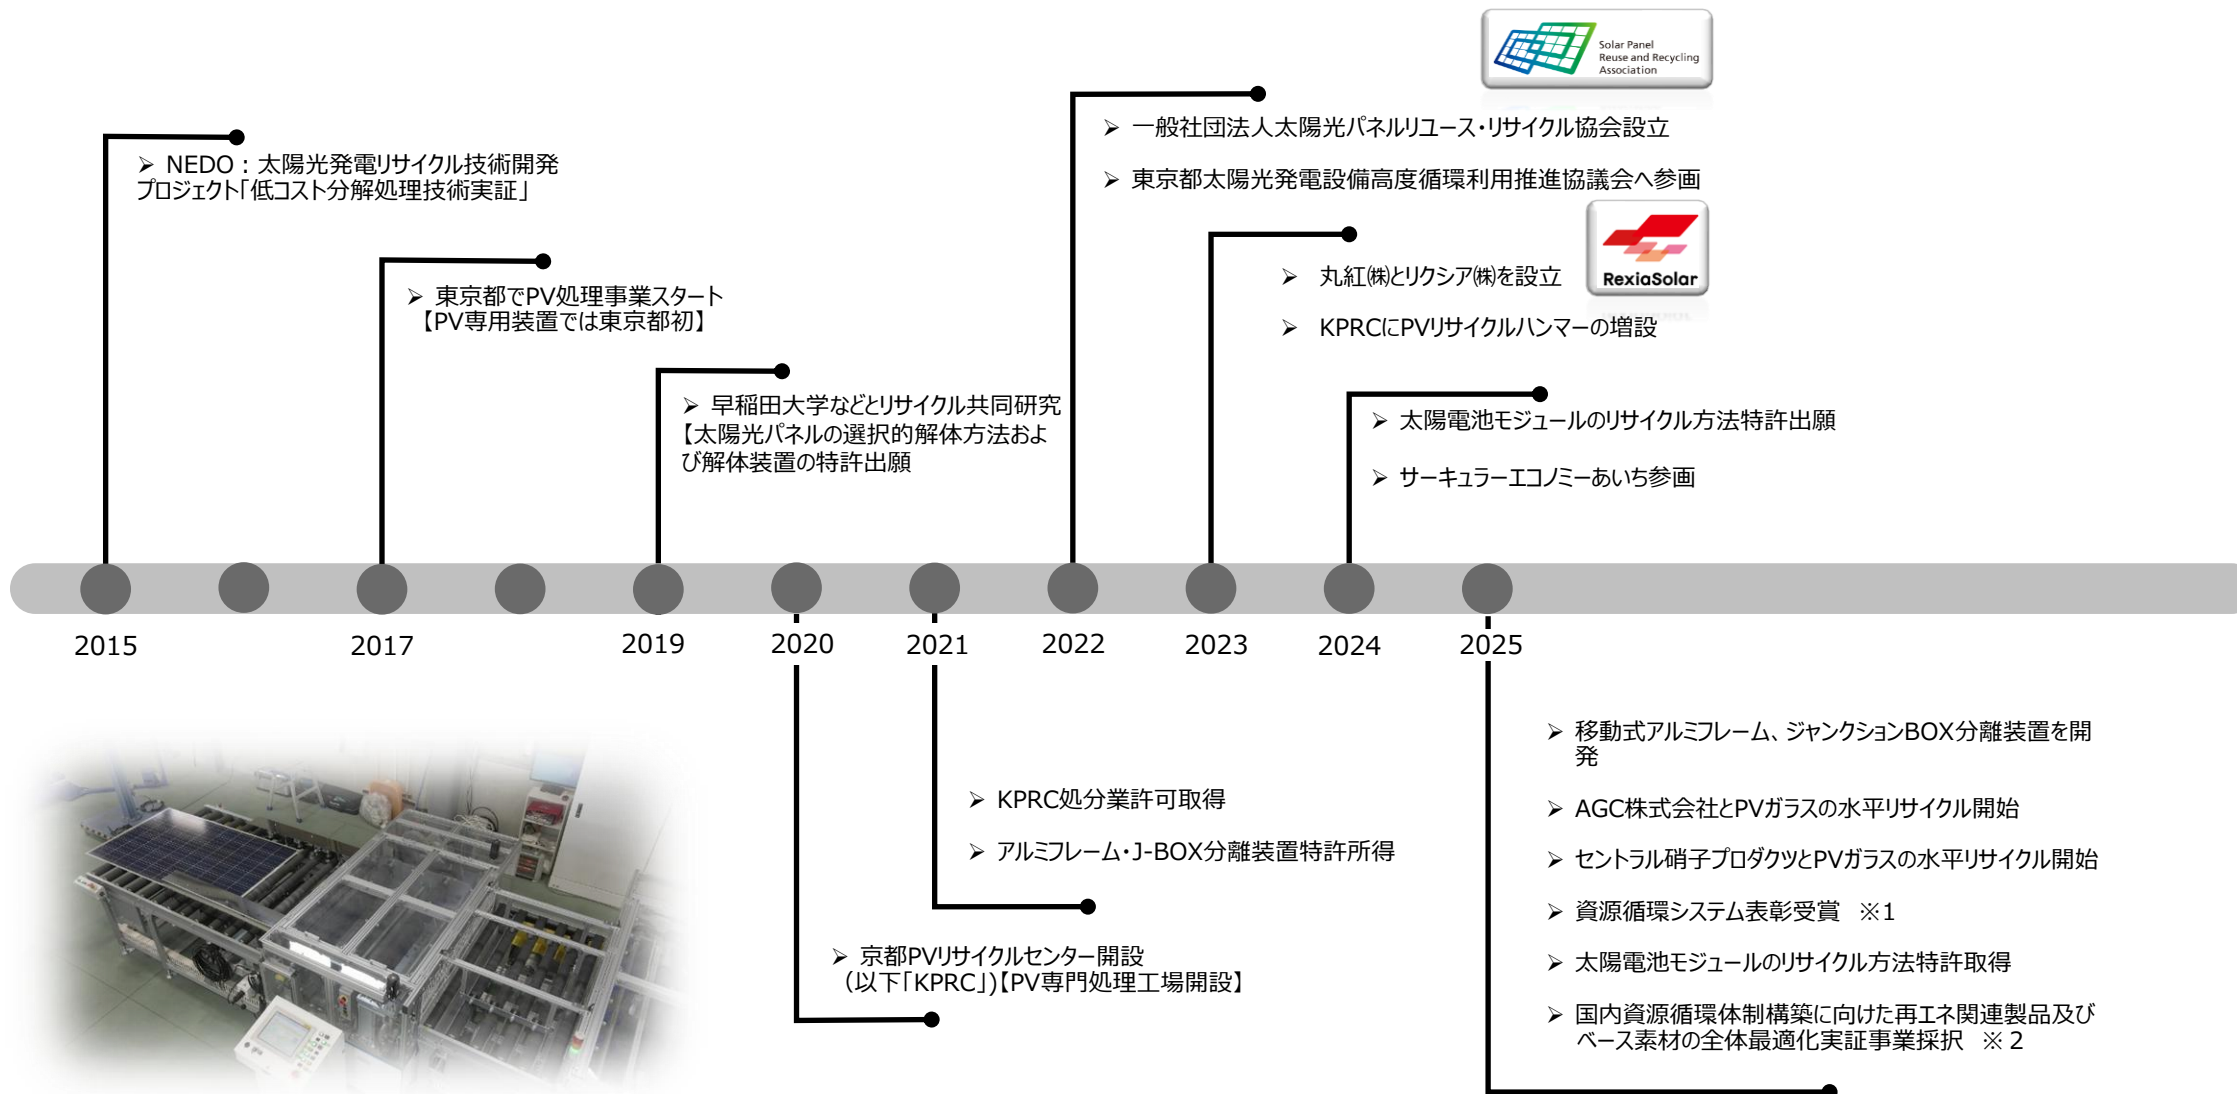 Solar Panel
Reuse and Recycling
Association
➢ 一般社団法人太陽光パネルリユース・リサイクル協会設立
➢ 東京都太陽光発電設備高度循環利用推進協議会へ参画
➢ NEDO：太陽光発電リサイクル技術開発
プロジェクト「低コスト分解処理技術実証」
RexiaSolar
➢ 丸紅㈱とリクシア㈱を設立
➢ KPRCにPVリサイクルハンマーの増設
➢ 東京都でPV処理事業スタート
【PV専用装置では東京都初】
➢ 早稲田大学などとリサイクル共同研究
【太陽光パネルの選択的解体方法およ
び解体装置の特許出願
➢ 太陽電池モジュールのリサイクル方法特許出願
➢ サーキュラーエコノミーあいち参画
2015 2017 2019 2020 2021 2022 2023 2024 2025
➢ KPRC処分業許可取得
➢ アルミフレーム・J-BOX分離装置特許所得
➢ 京都PVリサイクルセンター開設
（以下「KPRC」)【PV専門処理工場開設】
➢ 移動式アルミフレーム、ジャンクションBOX分離装置を開
発
➢ AGC株式会社とPVガラスの水平リサイクル開始
➢ セントラル硝子プロダクツとPVガラスの水平リサイクル開始
➢ 資源循環システム表彰受賞　※1
➢ 太陽電池モジュールのリサイクル方法特許取得
➢ 国内資源循環体制構築に向けた再エネ関連製品及び
ベース素材の全体最適化実証事業採択　※２